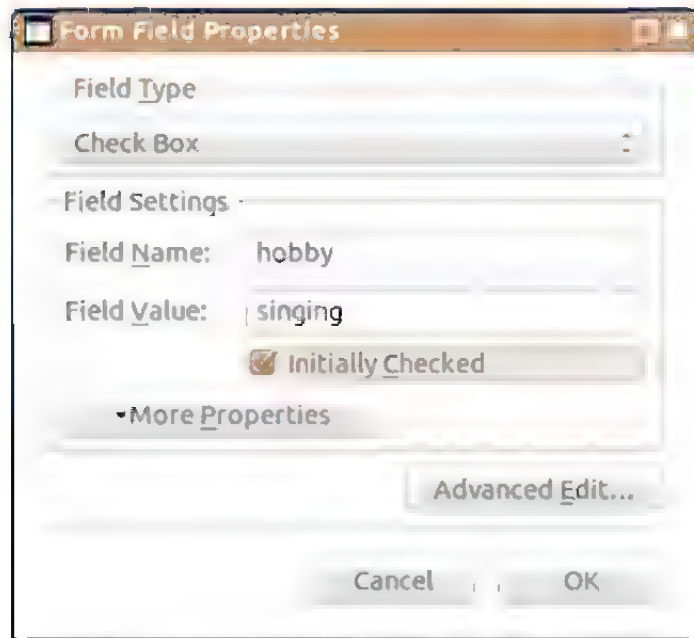 Form Field Properties
Field Type
Check Box
Field Settings
Field Name: hobby
Field Value: singing
Initially Checked
More Properties
Advanced Edit...
Cancel OK